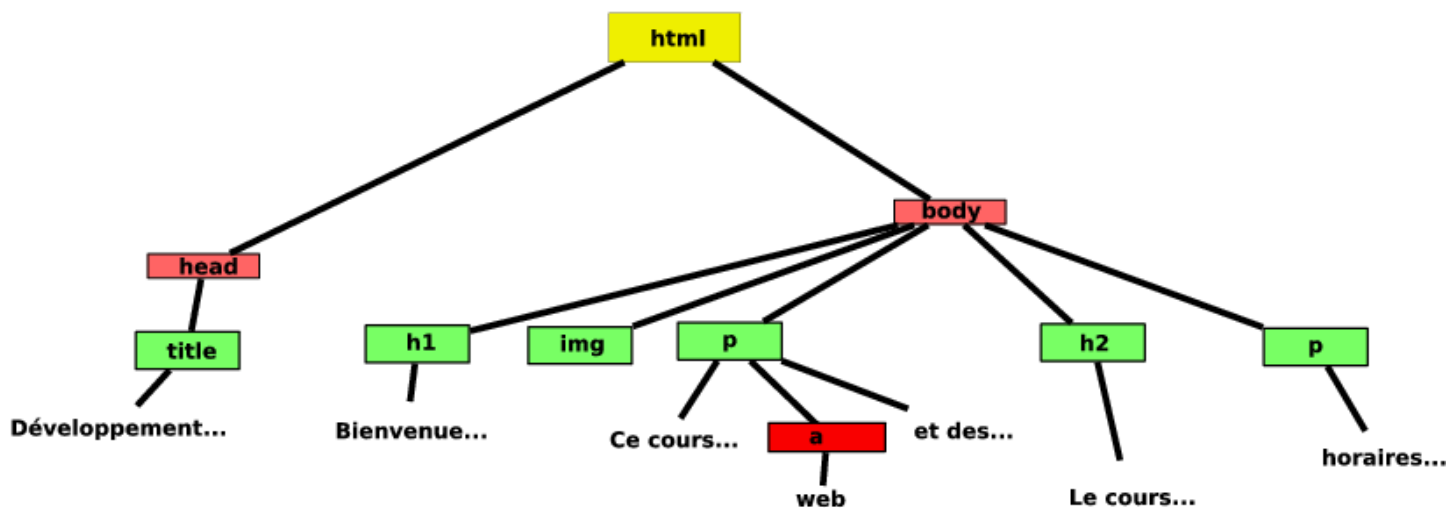 html
body
head
title
h1
img
p
h2
p
Développement...
Bienvenue...
Ce cours...
a
et des...
horaires...
web
Le cours...